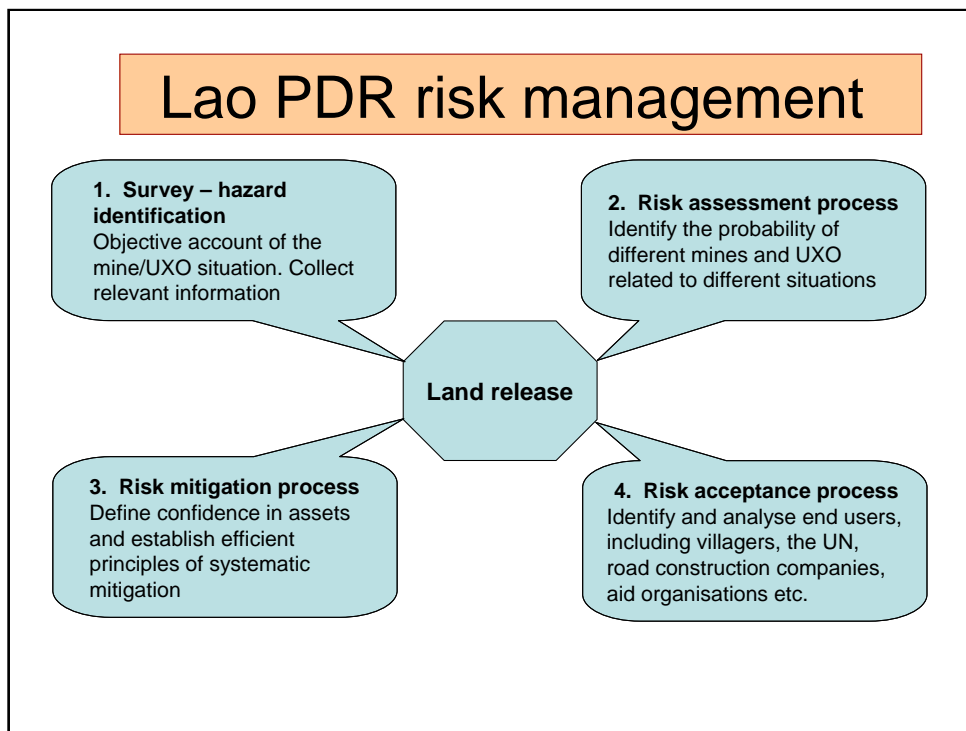 Lao PDR risk management
1. Survey – hazard
identification
Objective account of the
mine/UXO situation. Collect
relevant information
2. Risk assessment process
Identify the probability of
different mines and UXO
related to different situations
Land release
3. Risk mitigation process
Define confidence in assets
and establish efficient
principles of systematic
mitigation
4. Risk acceptance process
Identify and analyse end users,
including villagers, the UN,
road construction companies,
aid organisations etc.